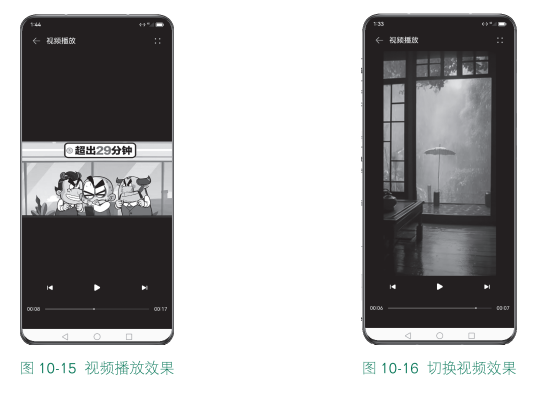 1:44
视频播放
超出29分钟
00:08
00:17
图 10-15 视频播放效果
1:33
视频播放
00:06
00:07
图 10-16 切换视频效果